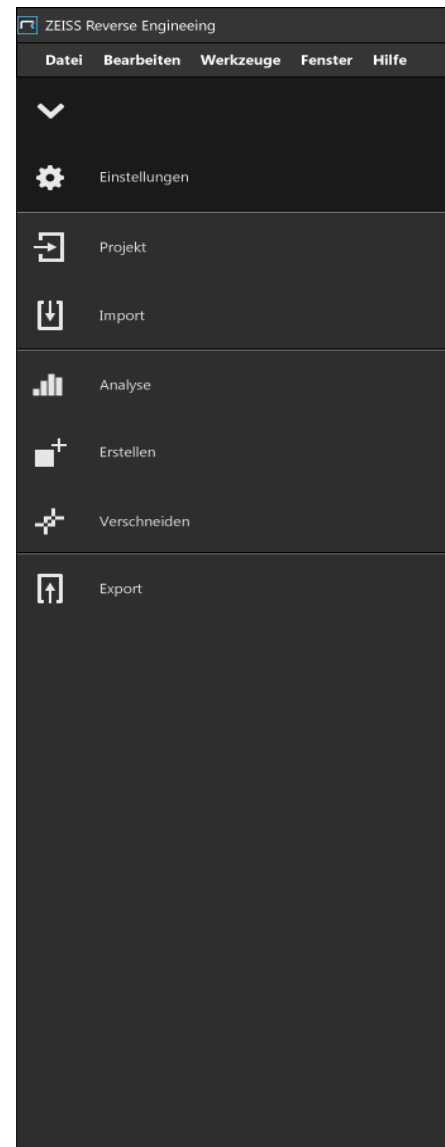 ZEISS Reverse Engineeing
Datei Bearbeiten Werkzeuge Fenster Hilfe
Einstellungen
Projekt
Import
Analyse
Erstellen
Verschneiden
Export